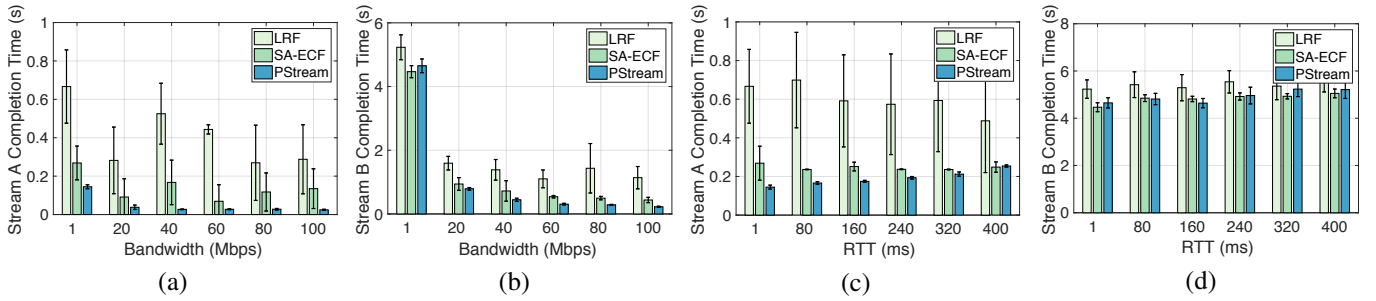 Stream A Completion Time (s)
1
0.8
0.6
0.4
0.2
0
LRF
SA-ECF
PStream
1 20 40 60 80 100
Bandwidth (Mbps)
(a)
Stream B Completion Time (s)
6
4
2
0
LRF
SA-ECF
PStream
1 20 40 60 80 100
Bandwidth (Mbps)
(b)
Stream A Completion Time (s)
1
0.8
0.6
0.4
0.2
0
LRF
SA-ECF
PStream
1 80 160 240 320 400
RTT (ms)
(c)
Stream B Completion Time (s)
8
6
4
2
0
LRF
SA-ECF
PStream
1 80 160 240 320 400
RTT (ms)
(d)